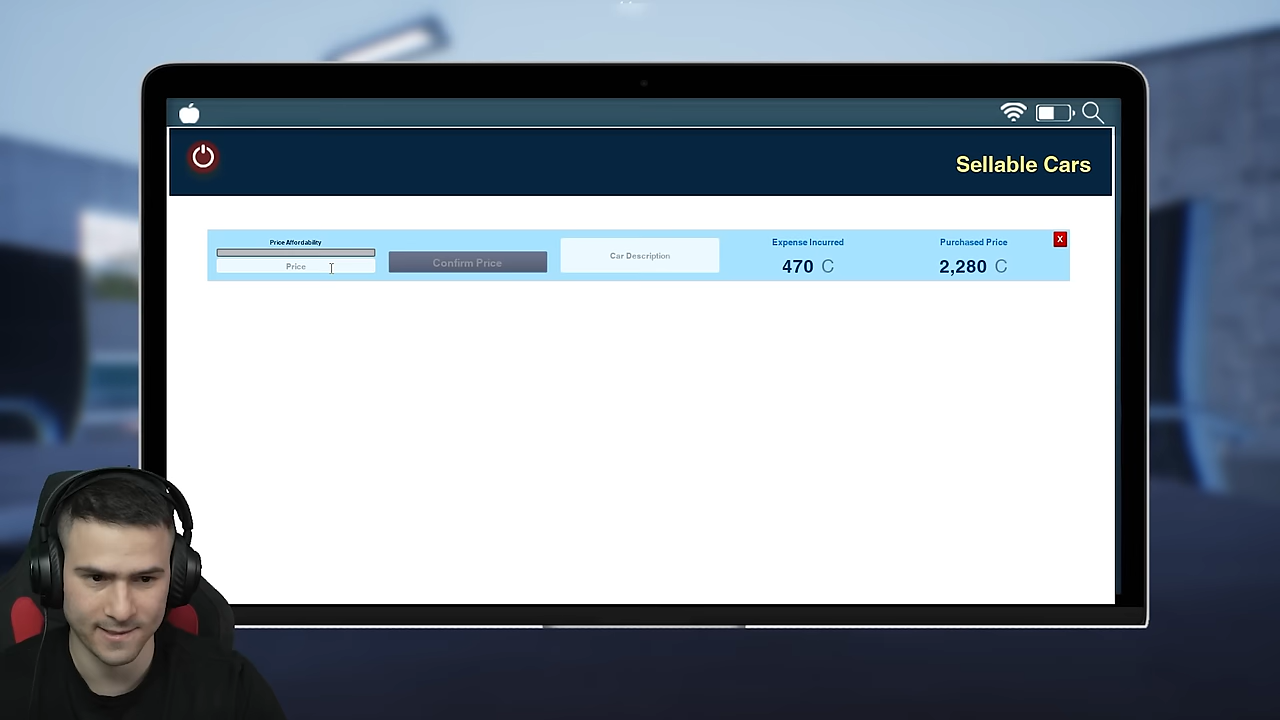 Sellable Cars
Price Affordability
Price
Confirm Price
Car Description
Expense Incurred
470 C
Purchased Price
2,280 C
X